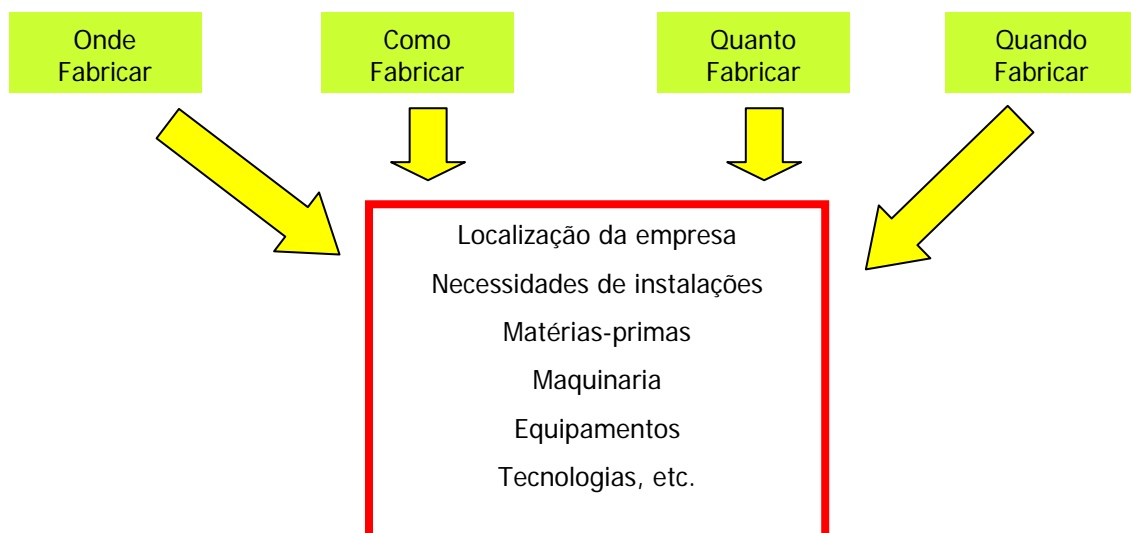 Onde
Fabricar
Como
Fabricar
Quanto
Fabricar
Quando
Fabricar
Localização da empresa
Necessidades de instalações
Matérias-primas
Maquinaria
Equipamentos
Tecnologias, etc.